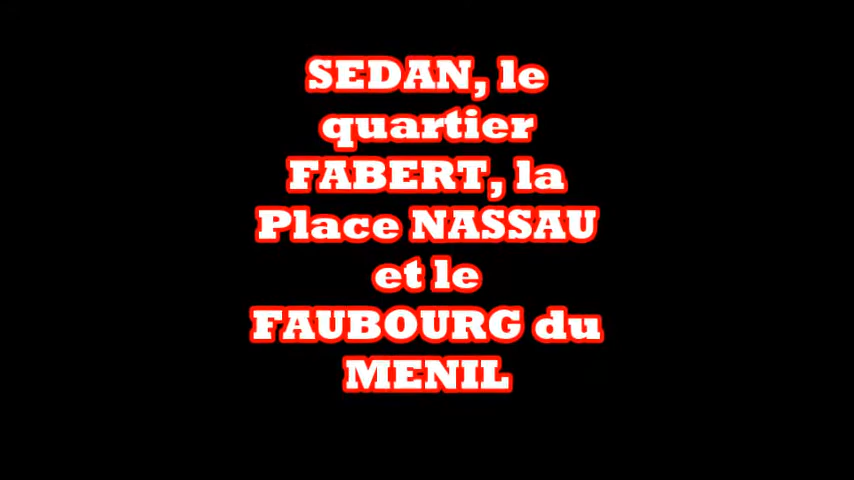 SEDAN, le
quartier
FABERT, la
Place NASSAU
et le
FAUBOURG du
MENIL